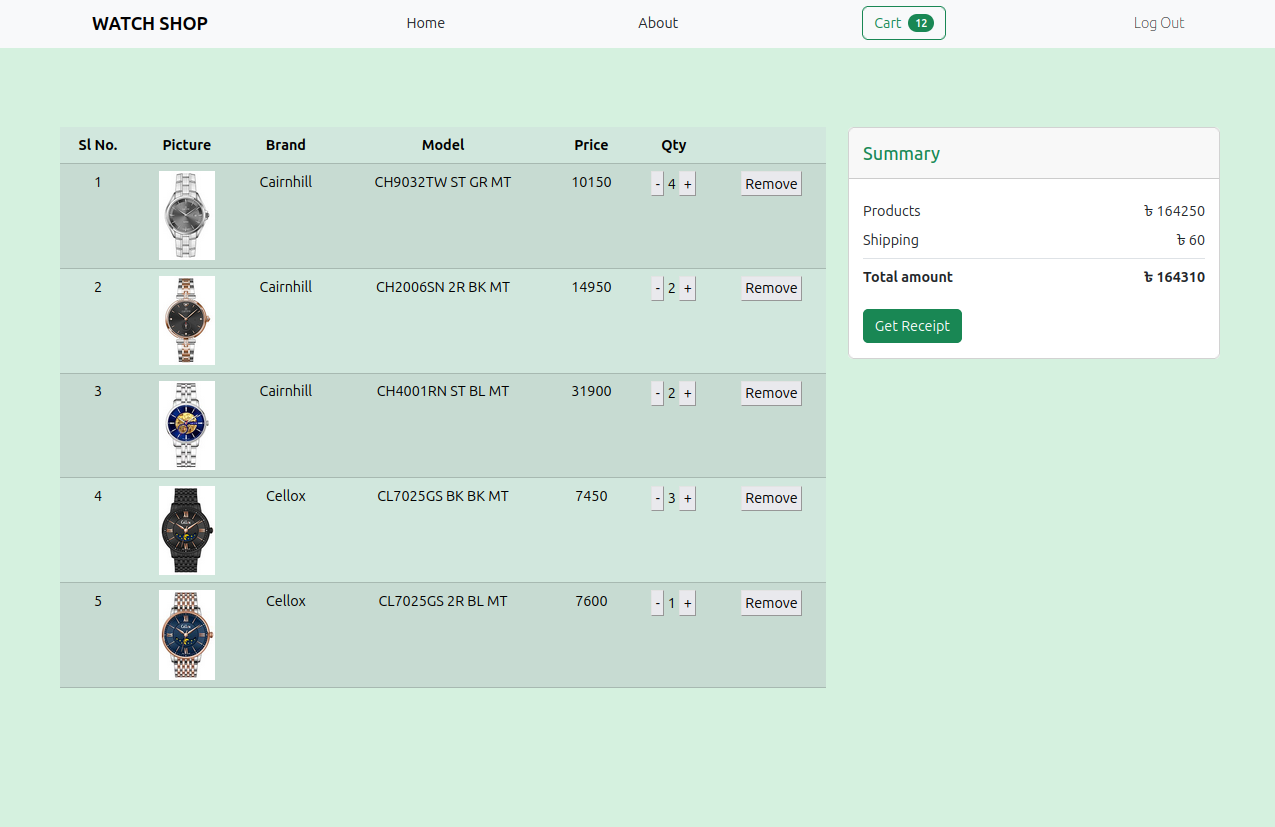 WATCH SHOP Home About Cart 12 Log Out
Sl No. Picture Brand Model Price Qty
1 Cairnhill CH9032TW ST GR MT 10150 - 4 + Remove
2 Cairnhill CH2006SN 2R BK MT 14950 - 2 + Remove
3 Cairnhill CH4001RN ST BL MT 31900 - 2 + Remove
4 Cellox CL7025GS BK BK MT 7450 - 3 + Remove
5 Cellox CL7025GS 2R BL MT 7600 - 1 + Remove
Summary
Products ৳ 164250
Shipping ৳ 60
Total amount ৳ 164310
Get Receipt